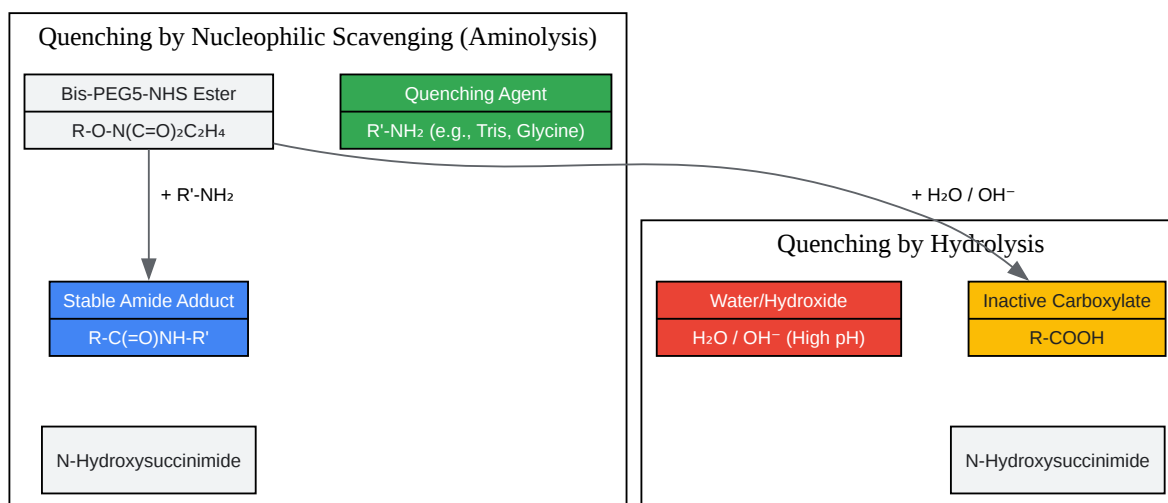 Quenching by Nucleophilic Scavenging (Aminolysis)
Bis-PEG5-NHS Ester
R-O-N(C=O)₂C₂H₄
Quenching Agent
R'-NH₂ (e.g., Tris, Glycine)
+ R'-NH₂
Stable Amide Adduct
R-C(=O)NH-R'
N-Hydroxysuccinimide
+ H₂O / OH⁻
Quenching by Hydrolysis
Water/Hydroxide
H₂O / OH⁻ (High pH)
Inactive Carboxylate
R-COOH
N-Hydroxysuccinimide